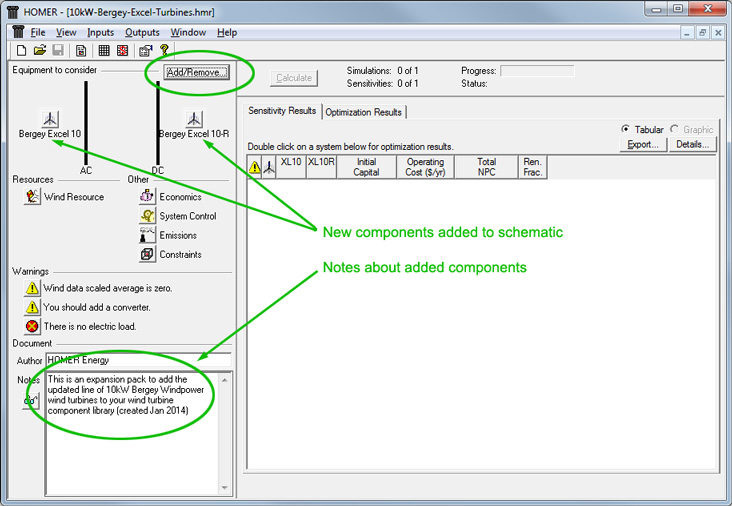 HOMER - [10kW-Bergey-Excel-Turbines.hmr]
File View Inputs Outputs Window Help
Equipment to consider
Add/Remove...
Calculate
Simulations: 0 of 1
Sensitivities: 0 of 1
Progress:
Status:
Bergey Excel 10
Bergey Excel 10-R
AC
DC
Resources
Other
Wind Resource
Economics
System Control
Emissions
Constraints
Warnings
Wind data scaled average is zero.
You should add a converter.
There is no electric load.
Document
Author
HOMER Energy
Notes
This is an expansion pack to add the
updated line of 10kW Bergey Windpower
wind turbines to your wind turbine
component library (created Jan 2014)
Sensitivity Results
Optimization Results
Tabular
Graphic
Double click on a system below for optimization results.
Export...
Details...
XL10
XL10R
Initial
Capital
Operating
Cost ($/yr)
Total
NPC
Ren.
Frac.
New components added to schematic
Notes about added components